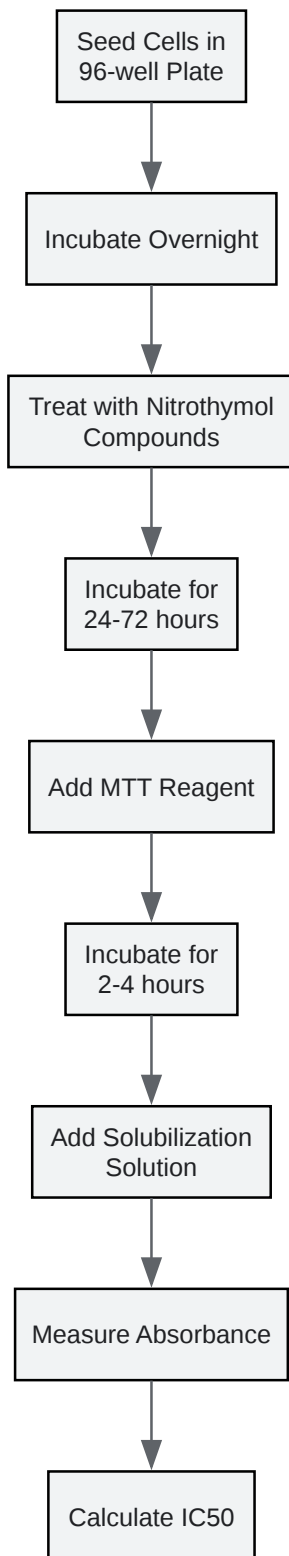 Seed Cells in
96-well Plate
Incubate Overnight
Treat with Nitrothymol
Compounds
Incubate for
24-72 hours
Add MTT Reagent
Incubate for
2-4 hours
Add Solubilization
Solution
Measure Absorbance
Calculate IC50